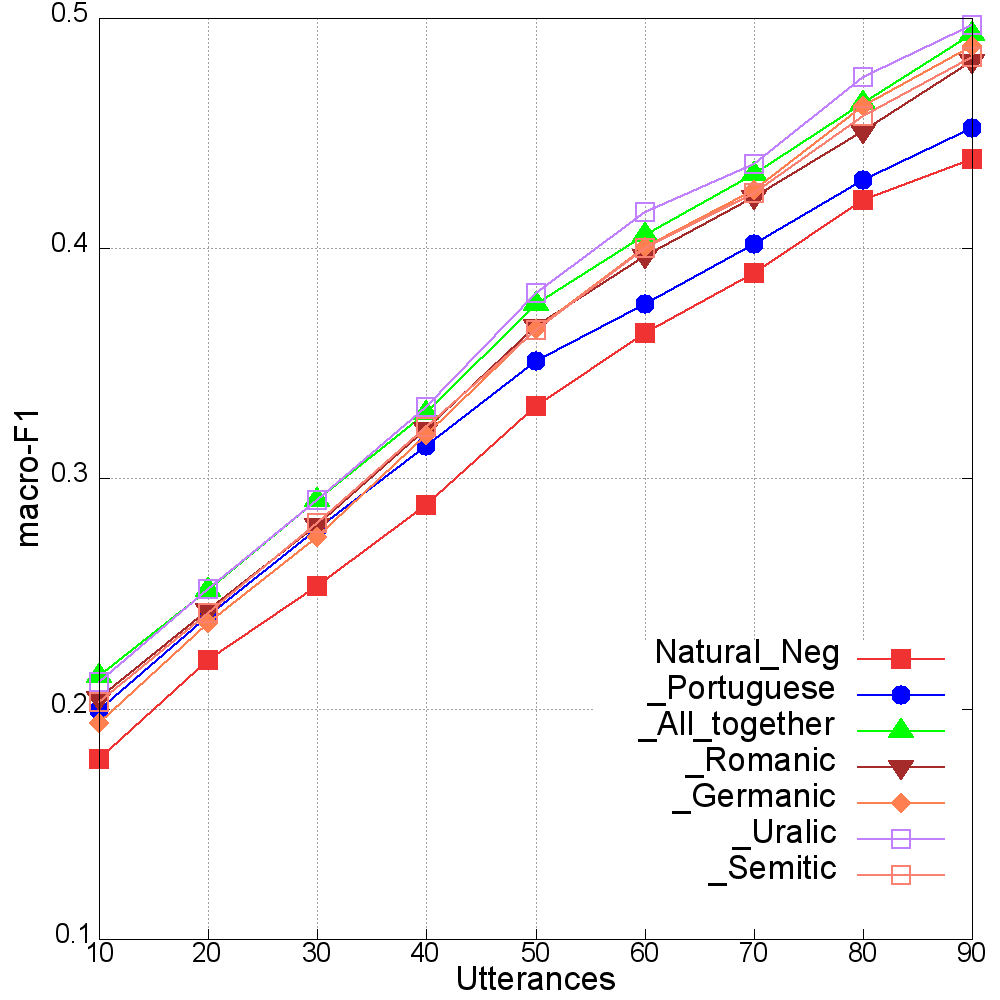 0.5
0.4
0.3
0.2
0.1
macro-F1
Natural_Neg
_Portuguese
_All_together
_Romanic
_Germanic
_Uralic
_Semitic
10 20 30 40 50 60 70 80 90
Utterances